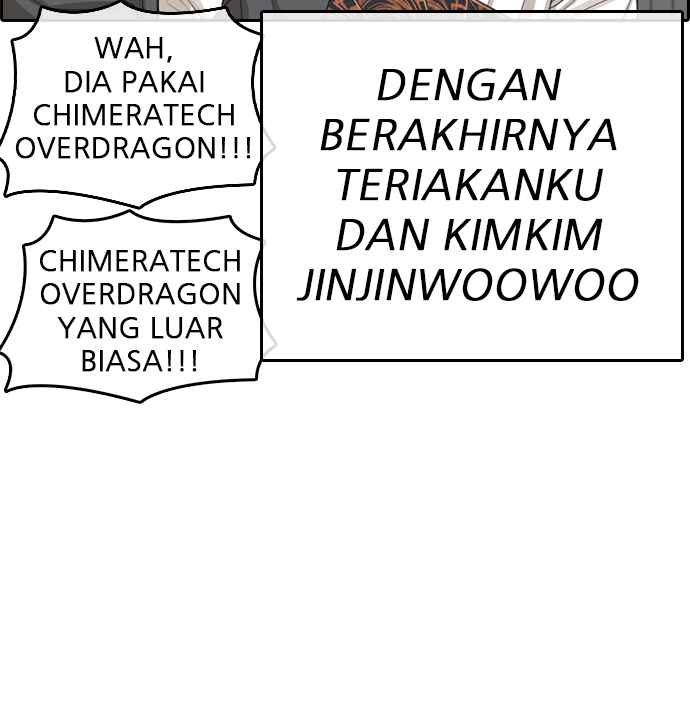 WAH,
DIA PAKAI
CHIMERATECH
OVERDRAGON!!!
DENGAN
BERAKHIRNYA
TERIAKANKU
DAN KIMKIM
JINJINWOOWOO
CHIMERATECH
OVERDRAGON
YANG LUAR
BIASA!!!